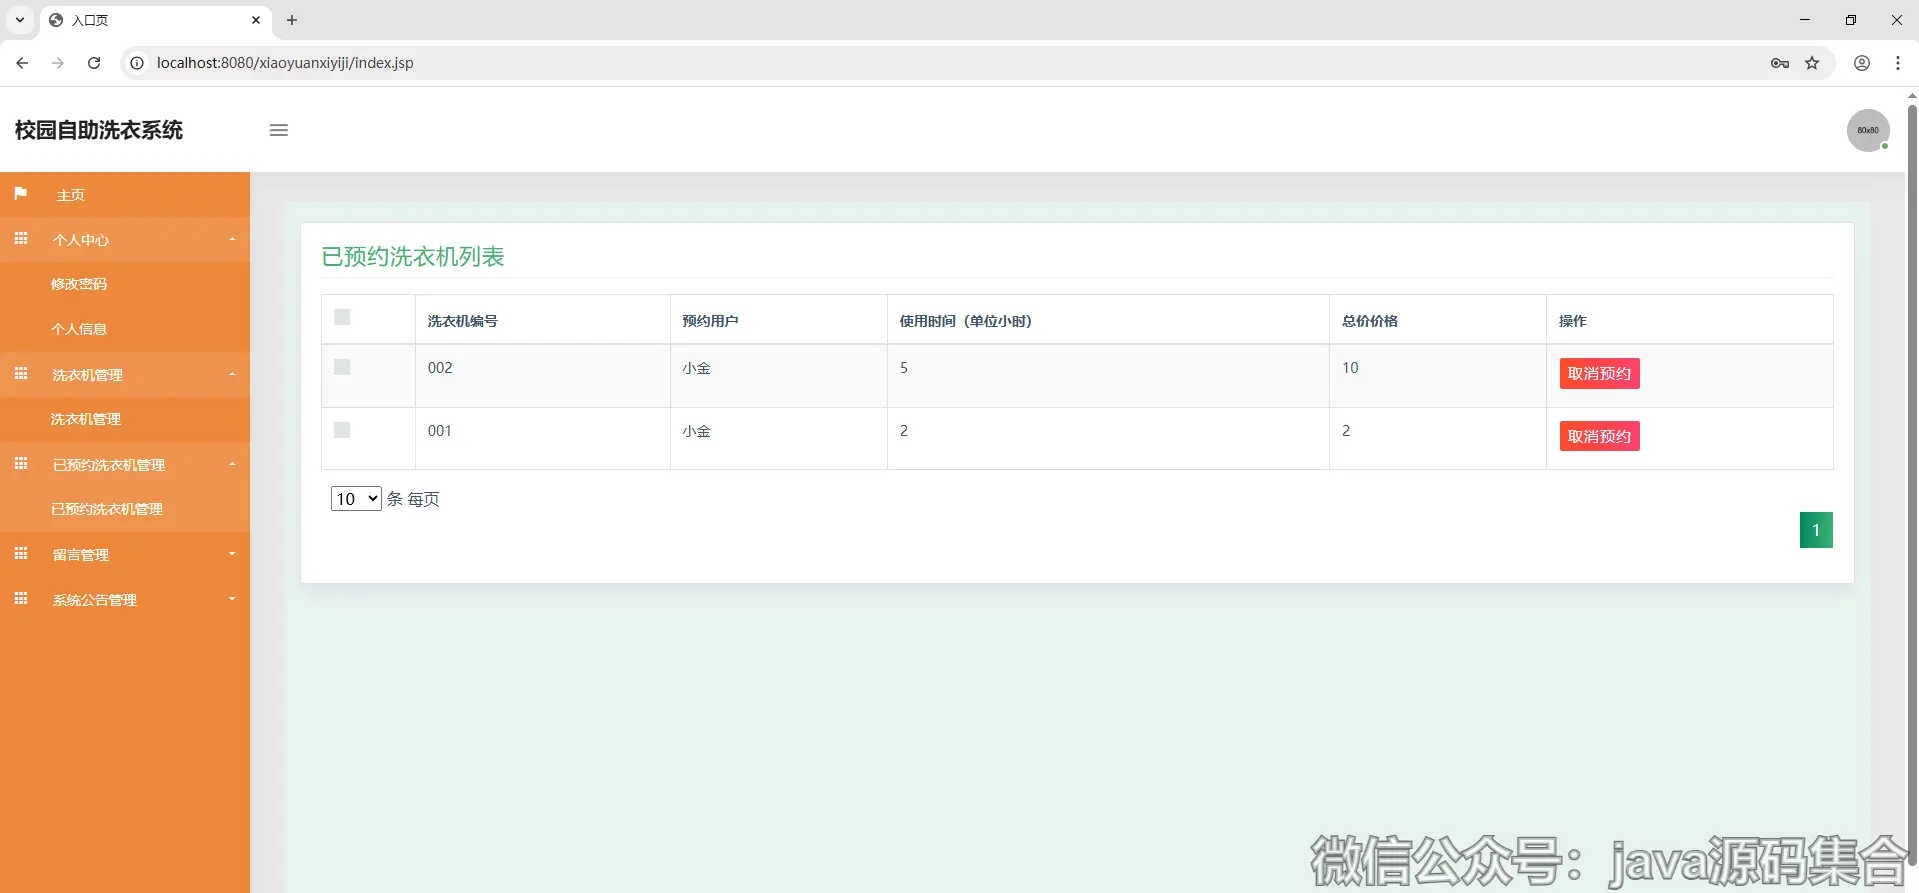 入口页
localhost:8080/xiaoyuanxiyiji/index.jsp
校园自助洗衣系统
80x80
主页
个人中心
修改密码
个人信息
洗衣机管理
洗衣机管理
已预约洗衣机管理
已预约洗衣机管理
留言管理
系统公告管理
已预约洗衣机列表
洗衣机编号 预约用户 使用时间（单位小时） 总价价格 操作
002 小金 5 10 取消预约
001 小金 2 2 取消预约
10 条 每页
1
微信公众号：java源码集合